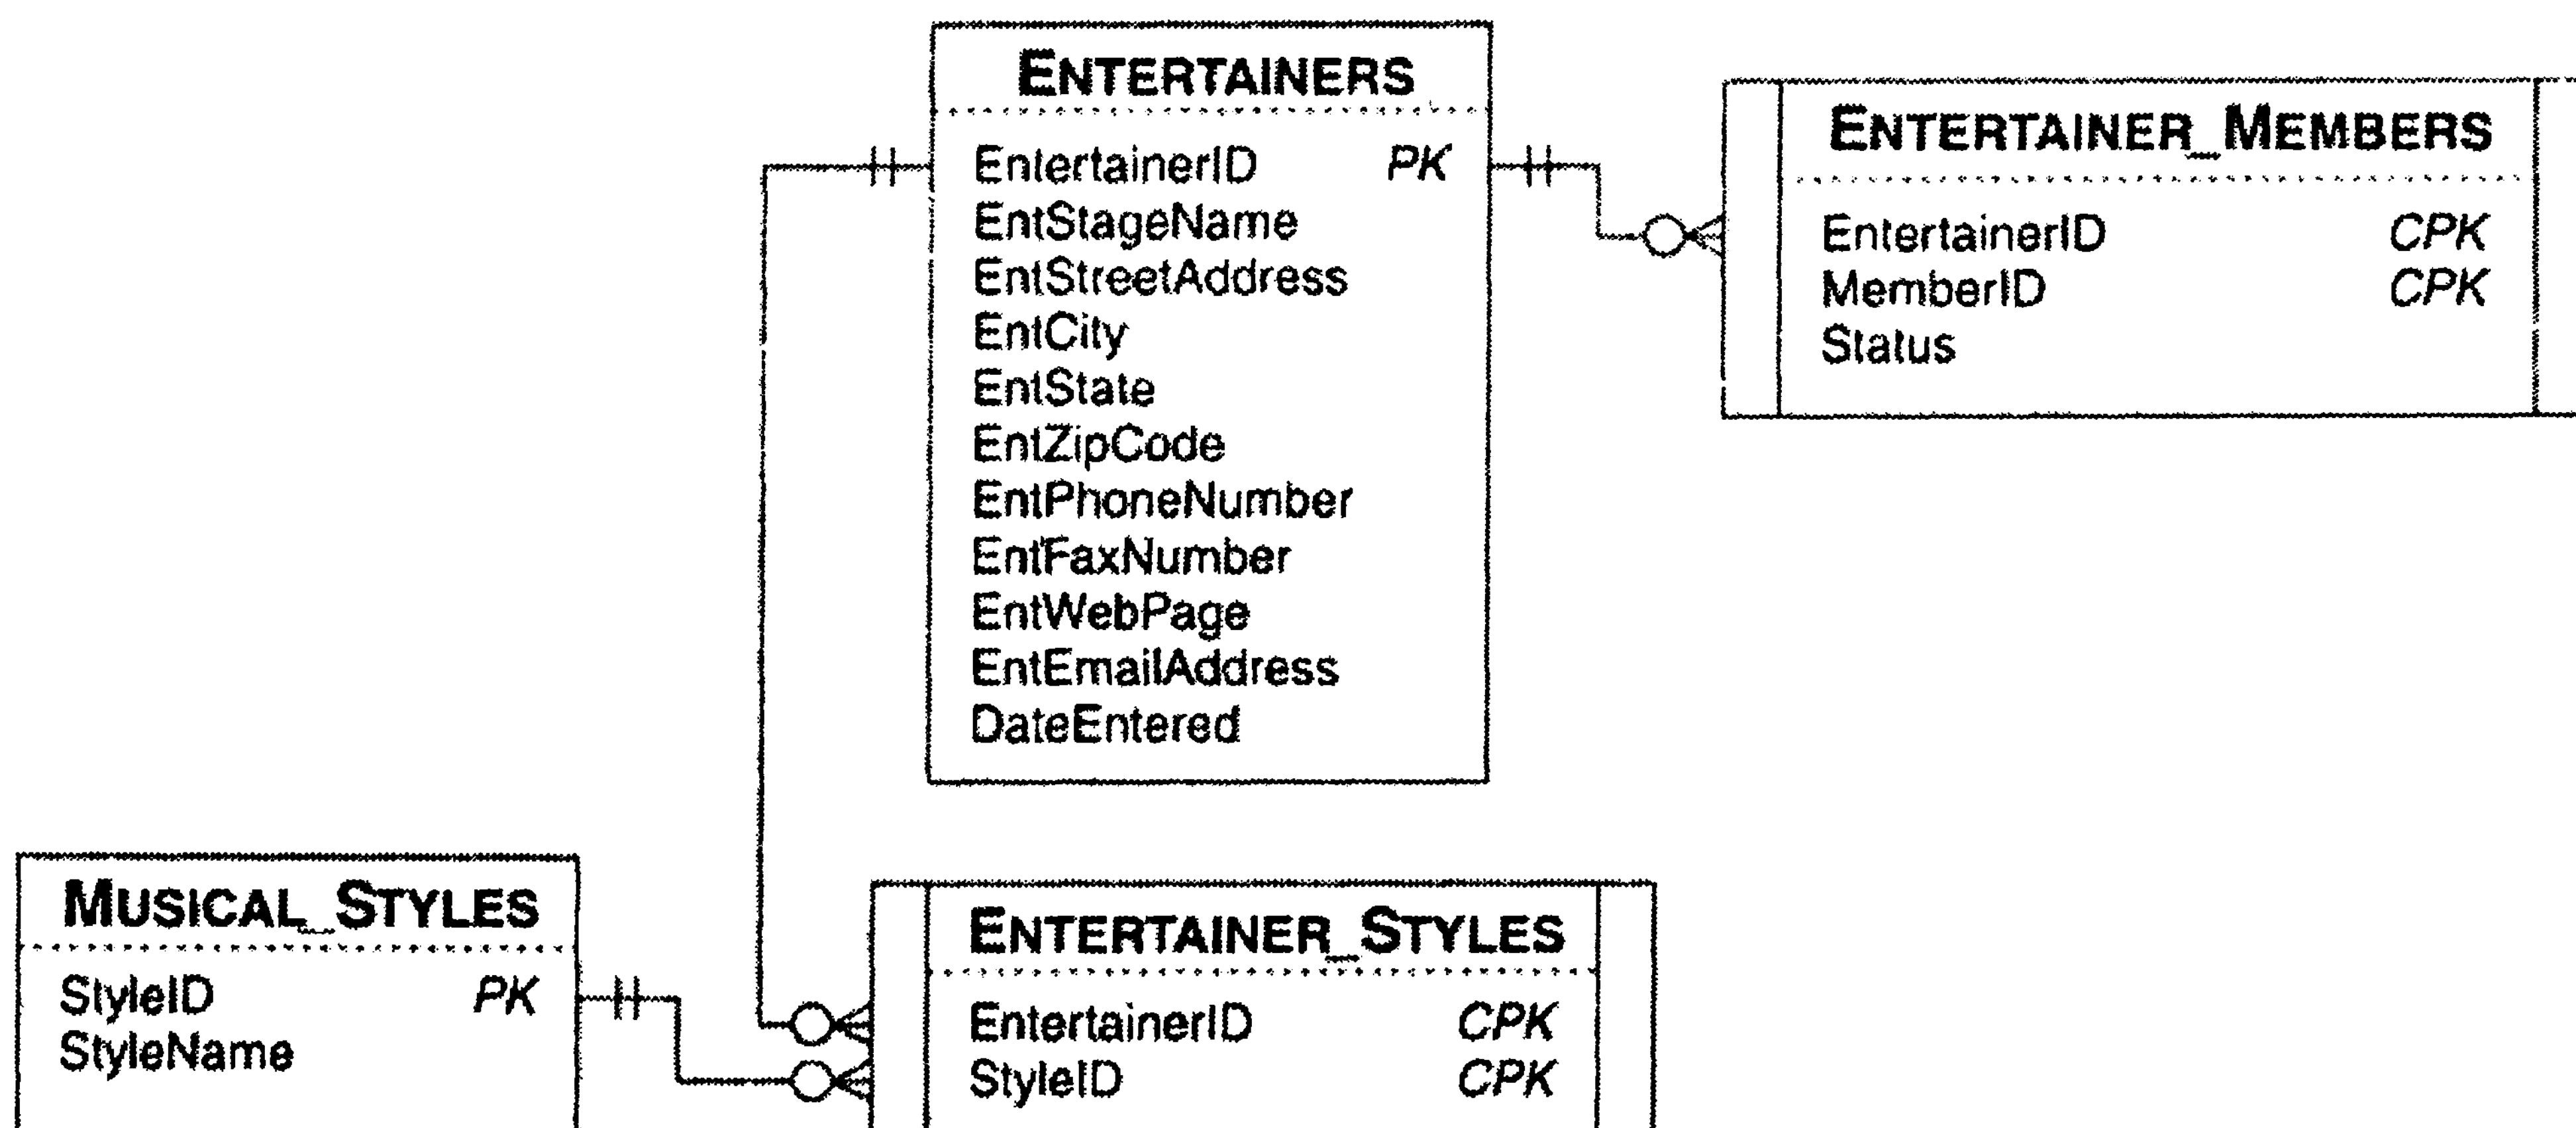 ENTERTAINERS
EntertainerID PK
EntStageName
EntStreetAddress
EntCity
EntState
EntZipCode
EntPhoneNumber
EntFaxNumber
EntWebPage
EntEmailAddress
DateEntered
ENTERTAINER_MEMBERS
EntertainerID CPK
MemberID CPK
Status
MUSICAL_STYLES
StyleID PK
StyleName
ENTERTAINER_STYLES
EntertainerID CPK
StyleID CPK